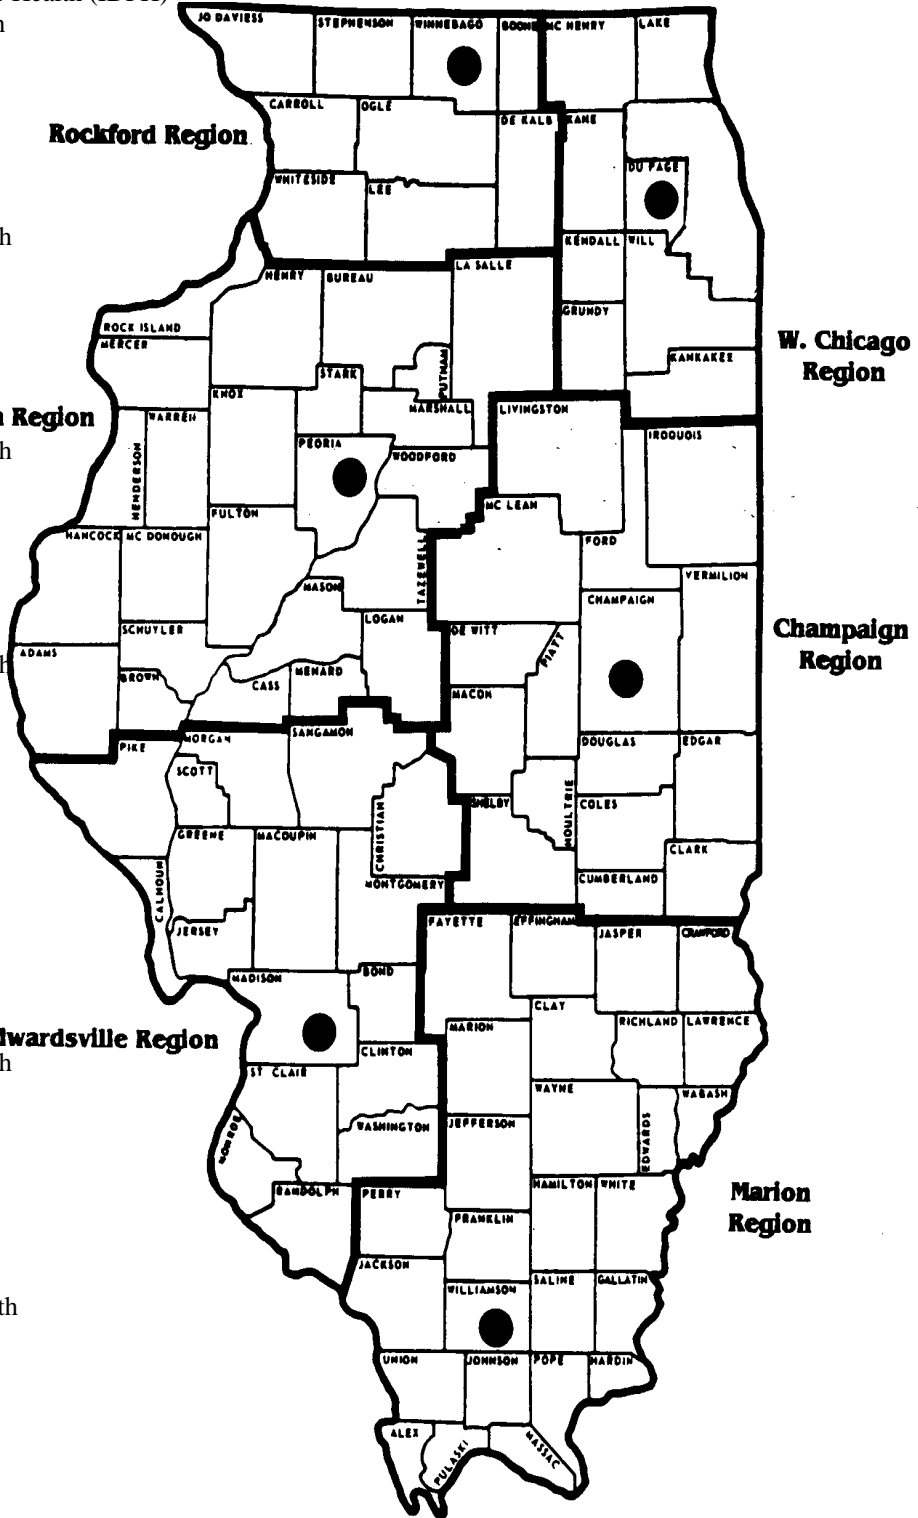 JO DAVIESS
STEPHENSON
WINNEBAGO
BOONE
MC HENRY
LAKE
CARROLL
OGLE
DE KALB
KANE
Rockford Region
DU PAGE
WHITESIDE
LEE
KENDALL
WILL
HENRY
BUREAU
LA SALLE
GRUNDY
ROCK ISLAND
MERCER
W. Chicago
Region
KANKAKEE
PUTNAM
STARK
KNOX
MARSHALL
LIVINGSTON
WARREN
Region
IROQUOIS
PEORIA
WOODFORD
HENDERSON
FULTON
MC LEAN
HANCOCK
MC DONOUGH
FORD
TAZEWELL
VERMILION
MASON
CHAMPAIGN
LOGAN
SCHUYLER
DE WITT
PIATT
Champaign
Region
ADAMS
BROWN
CASS
MENARD
MACON
SANGAMON
PIKE
MORGAN
DOUGLAS
EDGAR
SCOTT
SHELBY
MOULTRIE
COLES
CHRISTIAN
GREENE
MACOUPIN
CLARK
CALHOUN
MONTGOMERY
CUMBERLAND
JERSEY
FAYETTE
EFFINGHAM
JASPER
CRAWFORD
MADISON
BOND
CLAY
MARION
RICHLAND
LAWRENCE
dwardsville Region
CLINTON
ST CLAIR
WAYNE
WABASH
EDWARDS
MONROE
WASHINGTON
JEFFERSON
RANDOLPH
PERRY
HAMILTON
WHITE
Marion
Region
FRANKLIN
JACKSON
WILLIAMSON
SALINE
GALLATIN
UNION
JOHNSON
POPE
HARDIN
ALEX
PULASKI
MASSAC